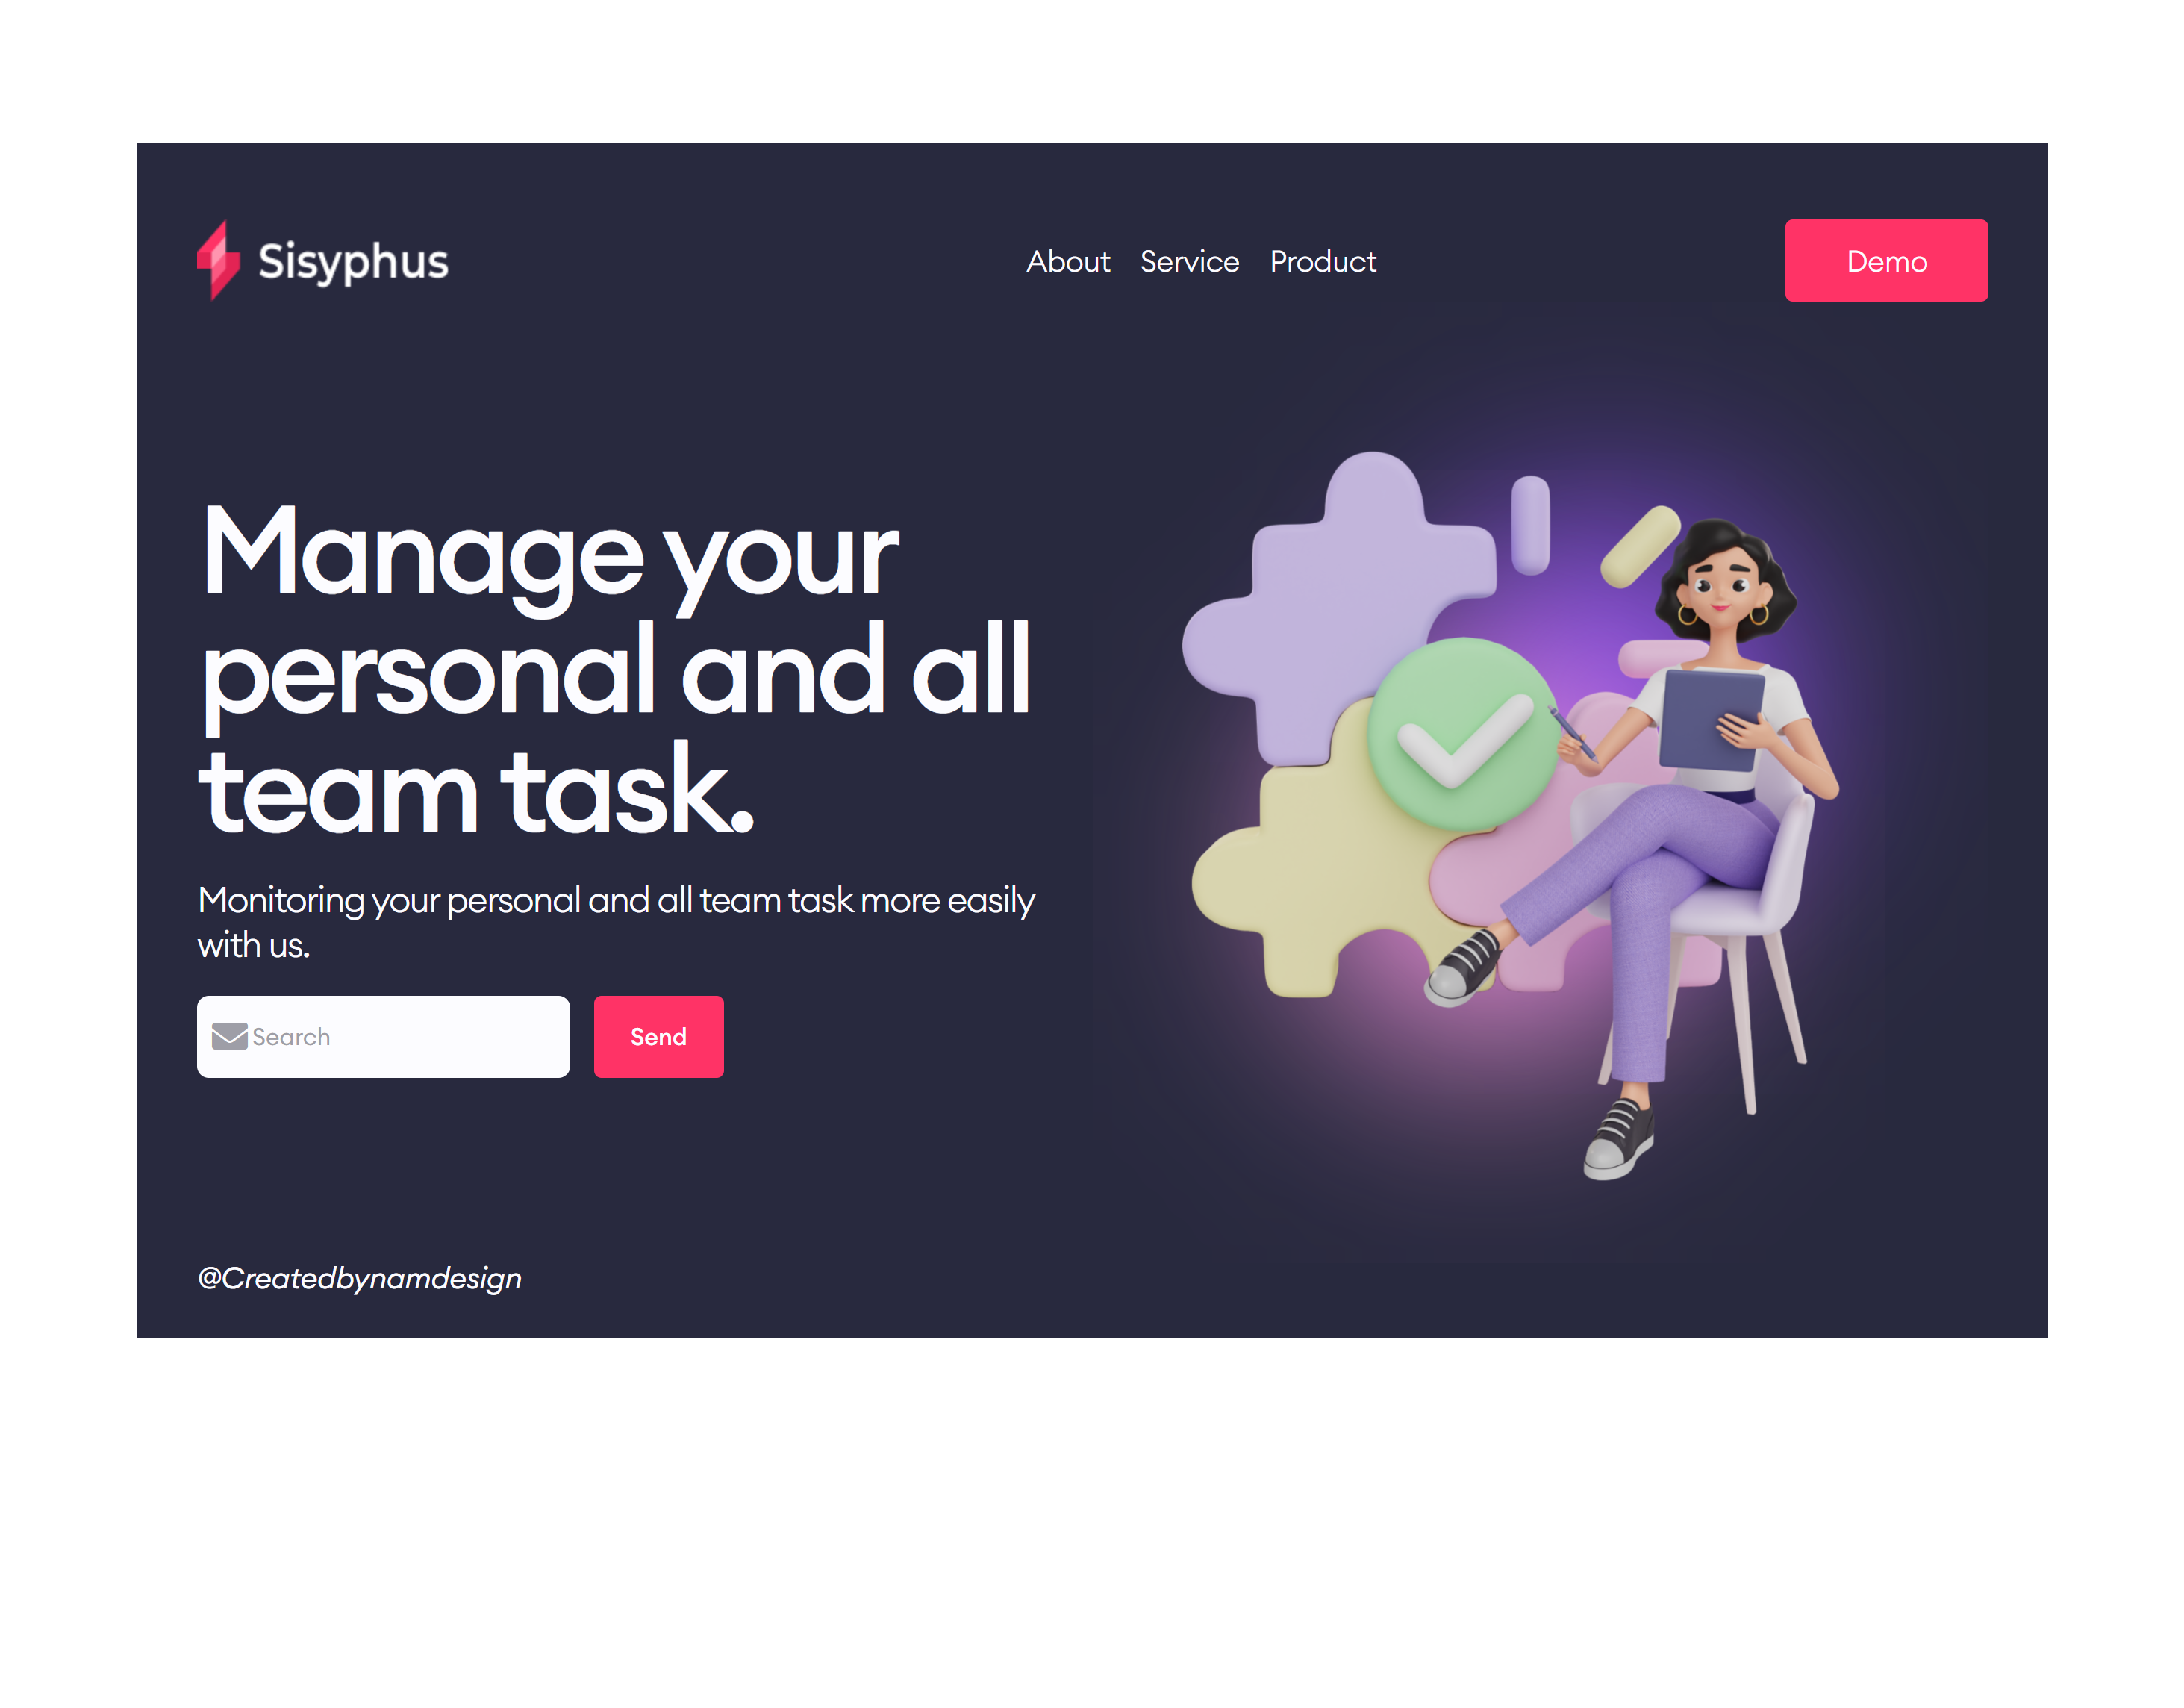 Sisyphus
About Service Product
Demo
Manage your
personal and all
team task.
Monitoring your personal and all team task more easily
with us.
Search
Send
@Createdbynamdesign